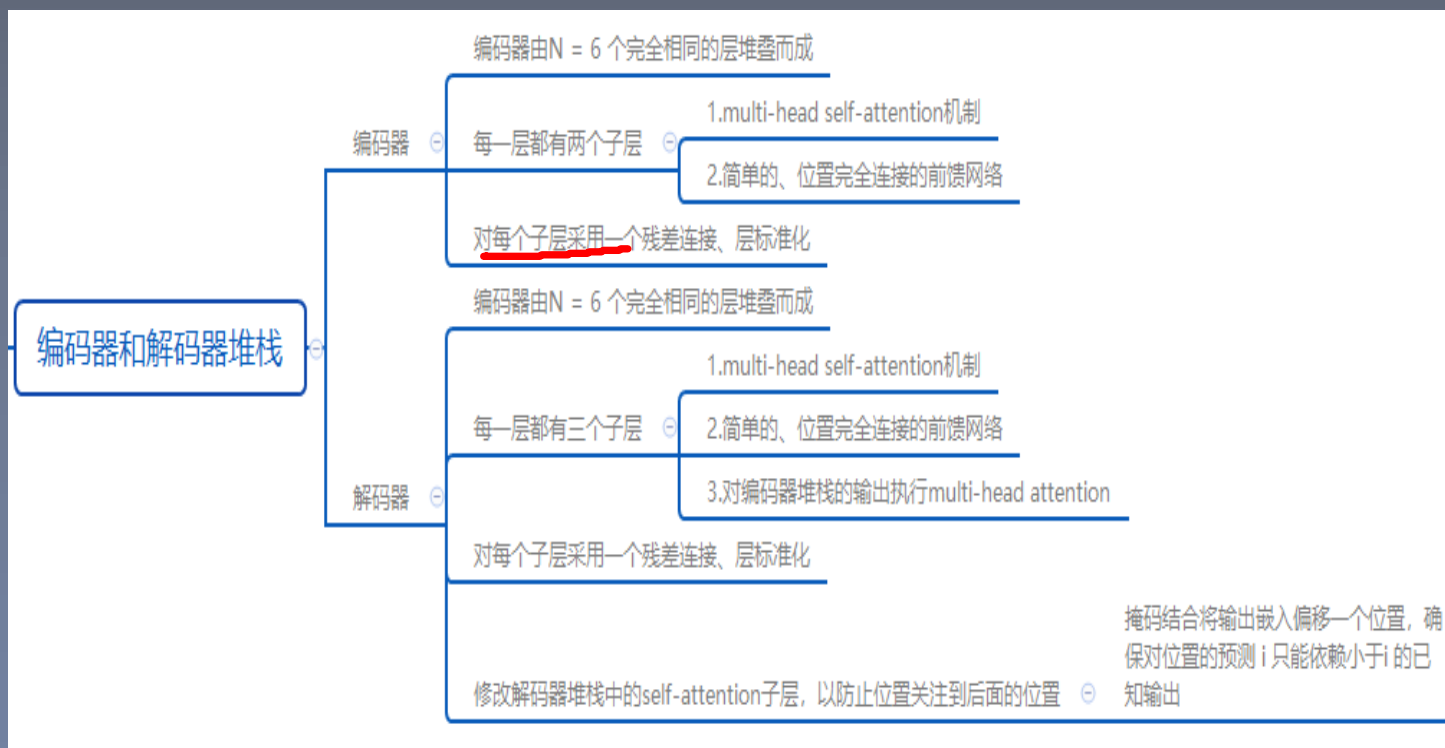 编码器和解码器堆栈
编码器
编码器由N = 6 个完全相同的层堆叠而成
每一层都有两个子层
1.multi-head self-attention机制
2.简单的、位置完全连接的前馈网络
对每个子层采用一个残差连接、层标准化
解码器
编码器由N = 6 个完全相同的层堆叠而成
每一层都有三个子层
1.multi-head self-attention机制
2.简单的、位置完全连接的前馈网络
3.对编码器堆栈的输出执行multi-head attention
对每个子层采用一个残差连接、层标准化
修改解码器堆栈中的self-attention子层，以防止位置关注到后面的位置
掩码结合将输出嵌入偏移一个位置，确
保对位置的预测 i 只能依赖小于i 的已
知输出